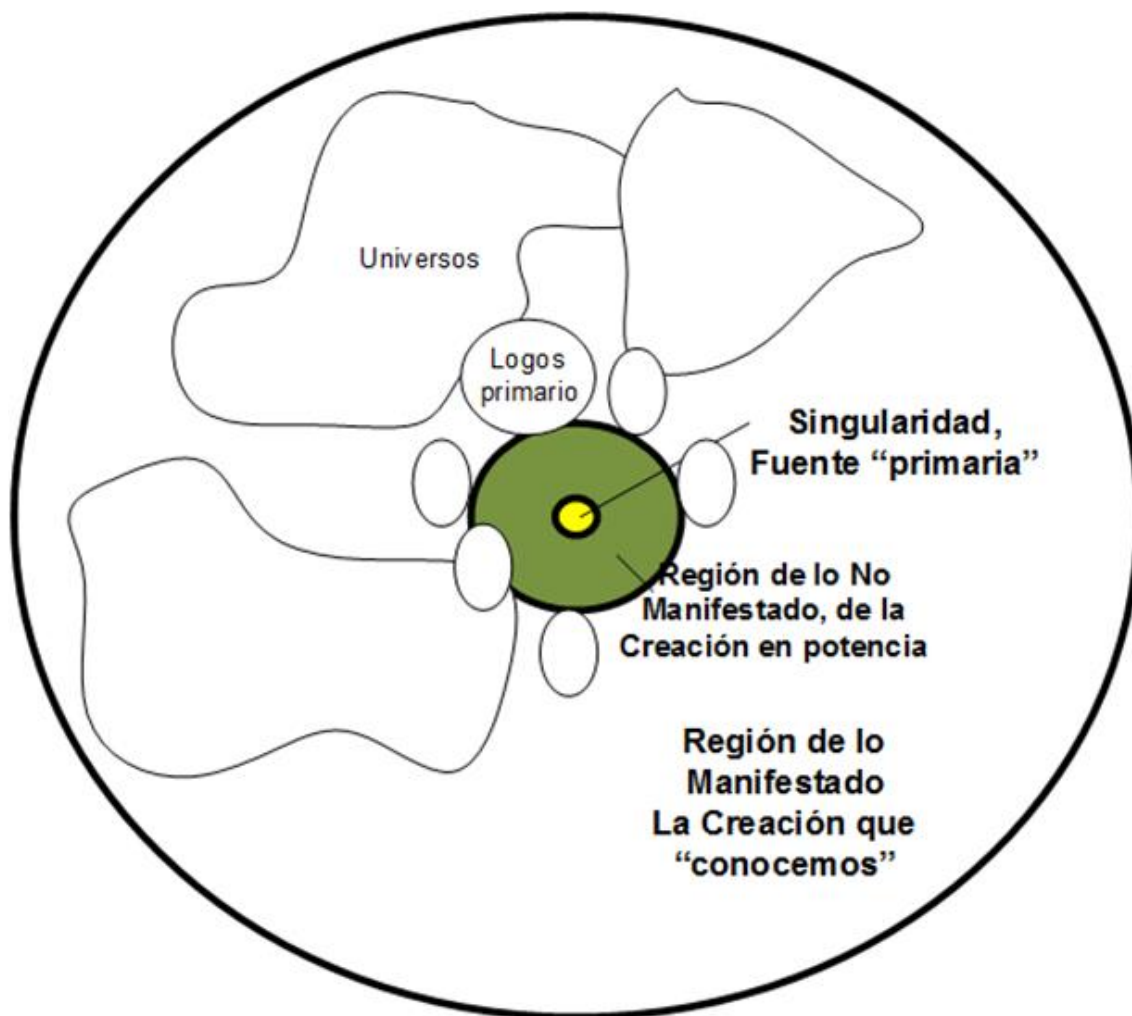 Universos
Logos
primario
Singularidad,
Fuente “primaria”
Región de lo No
Manifestado, de la
Creación en potencia
Región de lo
Manifestado
La Creación que
“conocemos”